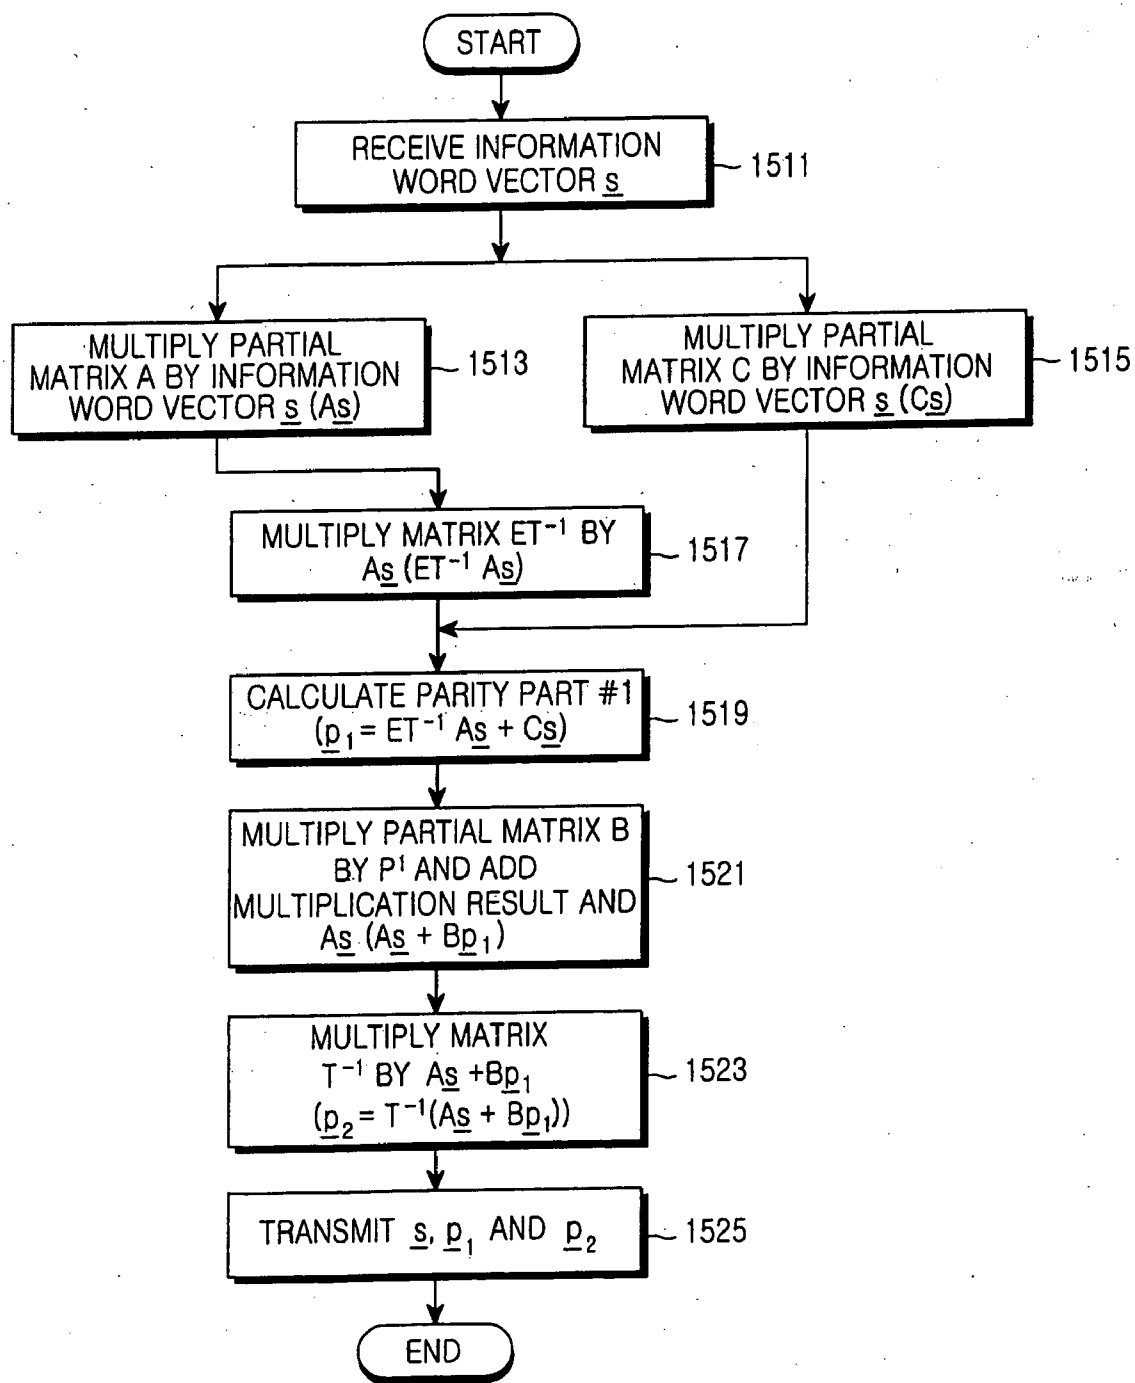 START
RECEIVE INFORMATION
WORD VECTOR s
1511
MULTIPLY PARTIAL
MATRIX A BY INFORMATION
WORD VECTOR s (As)
1513
MULTIPLY PARTIAL
MATRIX C BY INFORMATION
WORD VECTOR s (Cs)
1515
MULTIPLY MATRIX ET⁻¹ BY
As (ET⁻¹ As)
1517
CALCULATE PARITY PART #1
(p₁ = ET⁻¹ As + Cs)
1519
MULTIPLY PARTIAL MATRIX B
BY P¹ AND ADD
MULTIPLICATION RESULT AND
As (As + Bp₁)
1521
MULTIPLY MATRIX
T⁻¹ BY As +Bp₁
(p₂ = T⁻¹(As + Bp₁))
1523
TRANSMIT s, p₁ AND p₂
1525
END